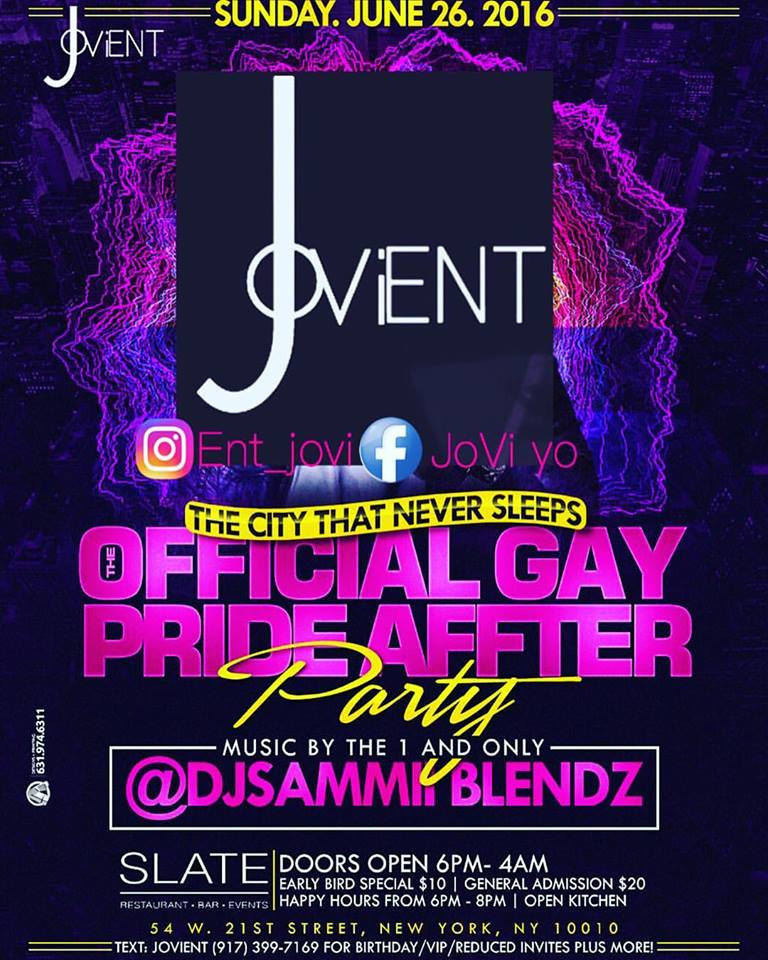 SUNDAY. JUNE 26. 2016
JOViENT
JOViENT
Ent_jovi JoVi yo
THE CITY THAT NEVER SLEEPS
THE OFFICIAL GAY
PRIDE AFFTER
Party
MUSIC BY THE 1 AND ONLY
@DJSAMMII BLENDZ
631.974.6311
SLATE
RESTAURANT • BAR • EVENTS
DOORS OPEN 6PM- 4AM
EARLY BIRD SPECIAL $10 | GENERAL ADMISSION $20
HAPPY HOURS FROM 6PM - 8PM | OPEN KITCHEN
54 W. 21ST STREET, NEW YORK, NY 10010
TEXT: JOVIENT (917) 399-7169 FOR BIRTHDAY/VIP/REDUCED INVITES PLUS MORE!